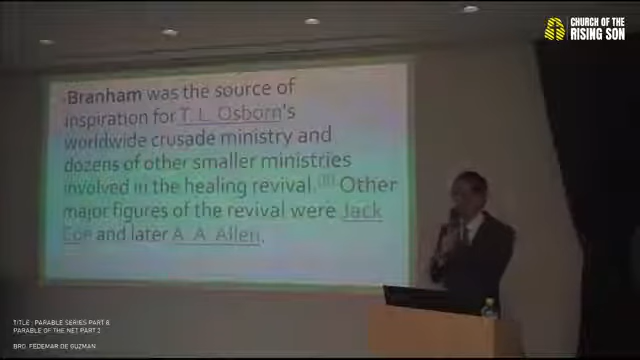 CHURCH OF THE
RISING SON
-Branham was the source of
inspiration for T. L. Osborn's
worldwide crusade ministry and
dozens of other smaller ministries
involved in the healing revival.[8] Other
major figures of the revival were Jack
Coe and later A. A. Allen.
TITLE : PARABLE SERIES PART 6
PARABLE OF THE NET PART 2
BRO. FEDEMAR DE GUZMAN